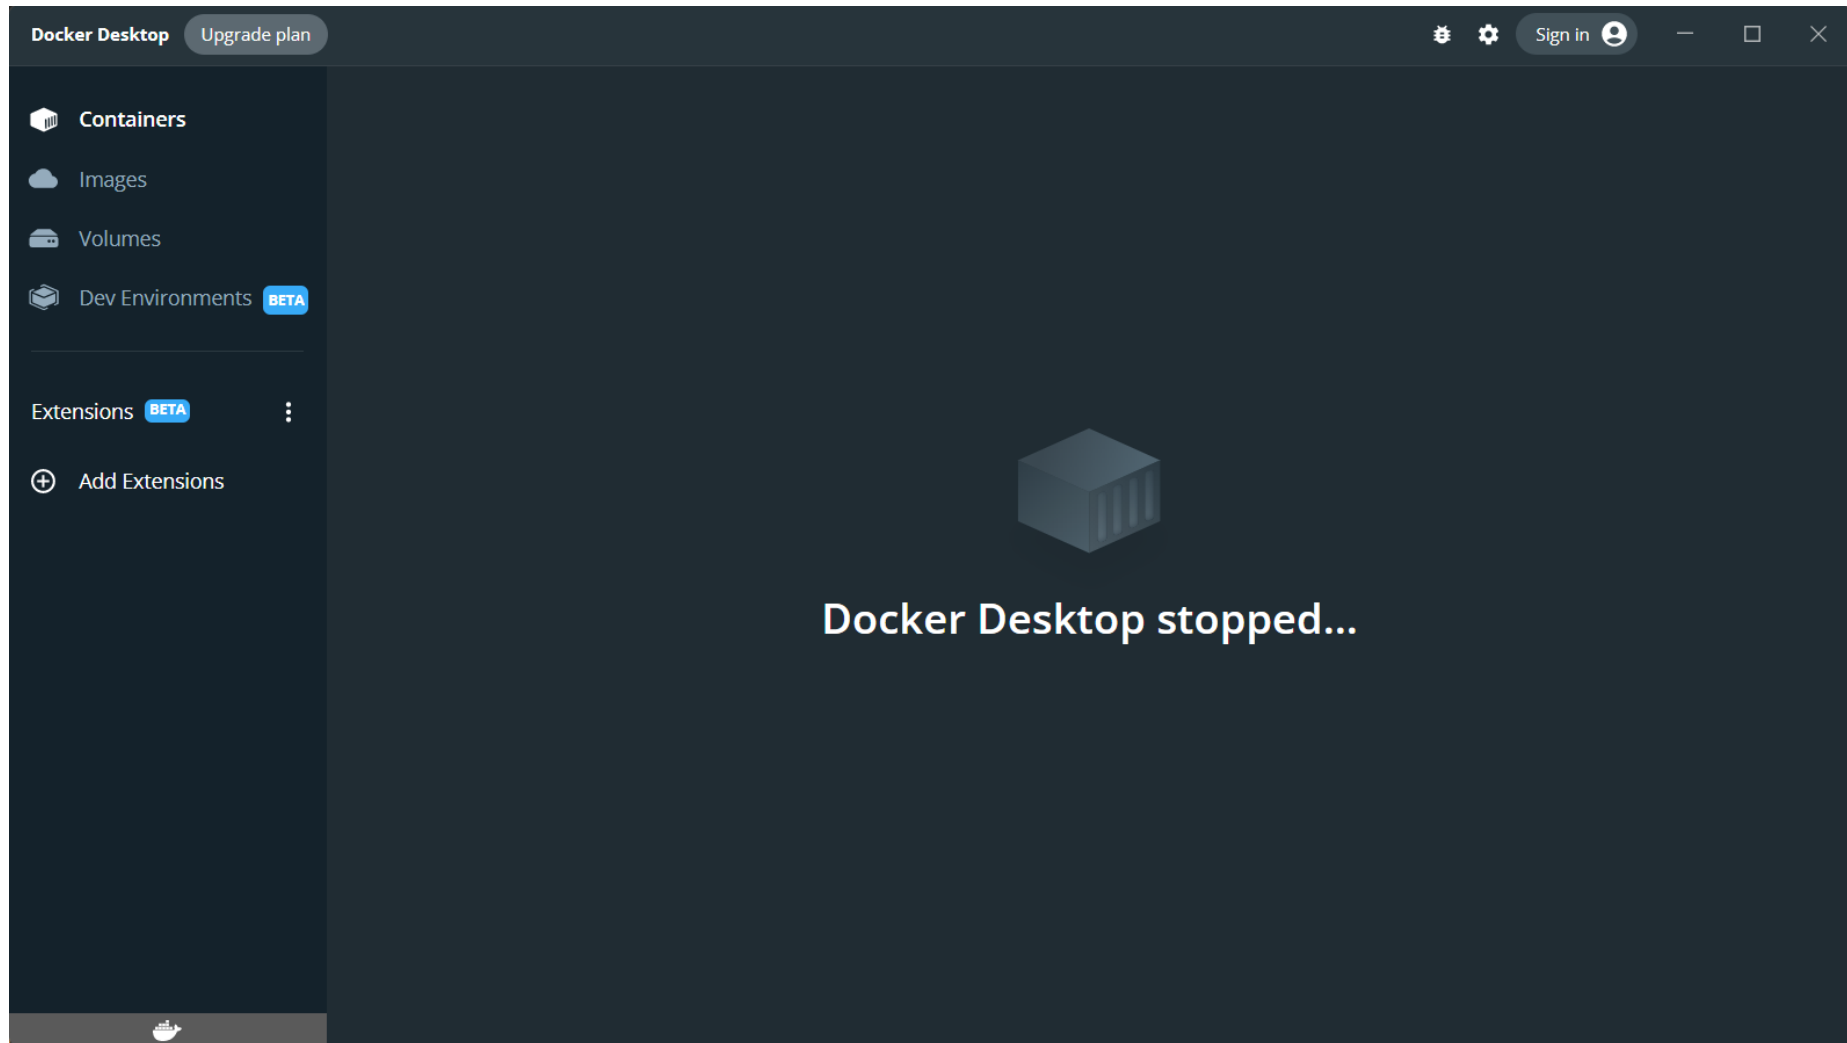 Docker Desktop Upgrade plan Sign in
Containers
Images
Volumes
Dev Environments BETA
Extensions BETA
Add Extensions
Docker Desktop stopped...